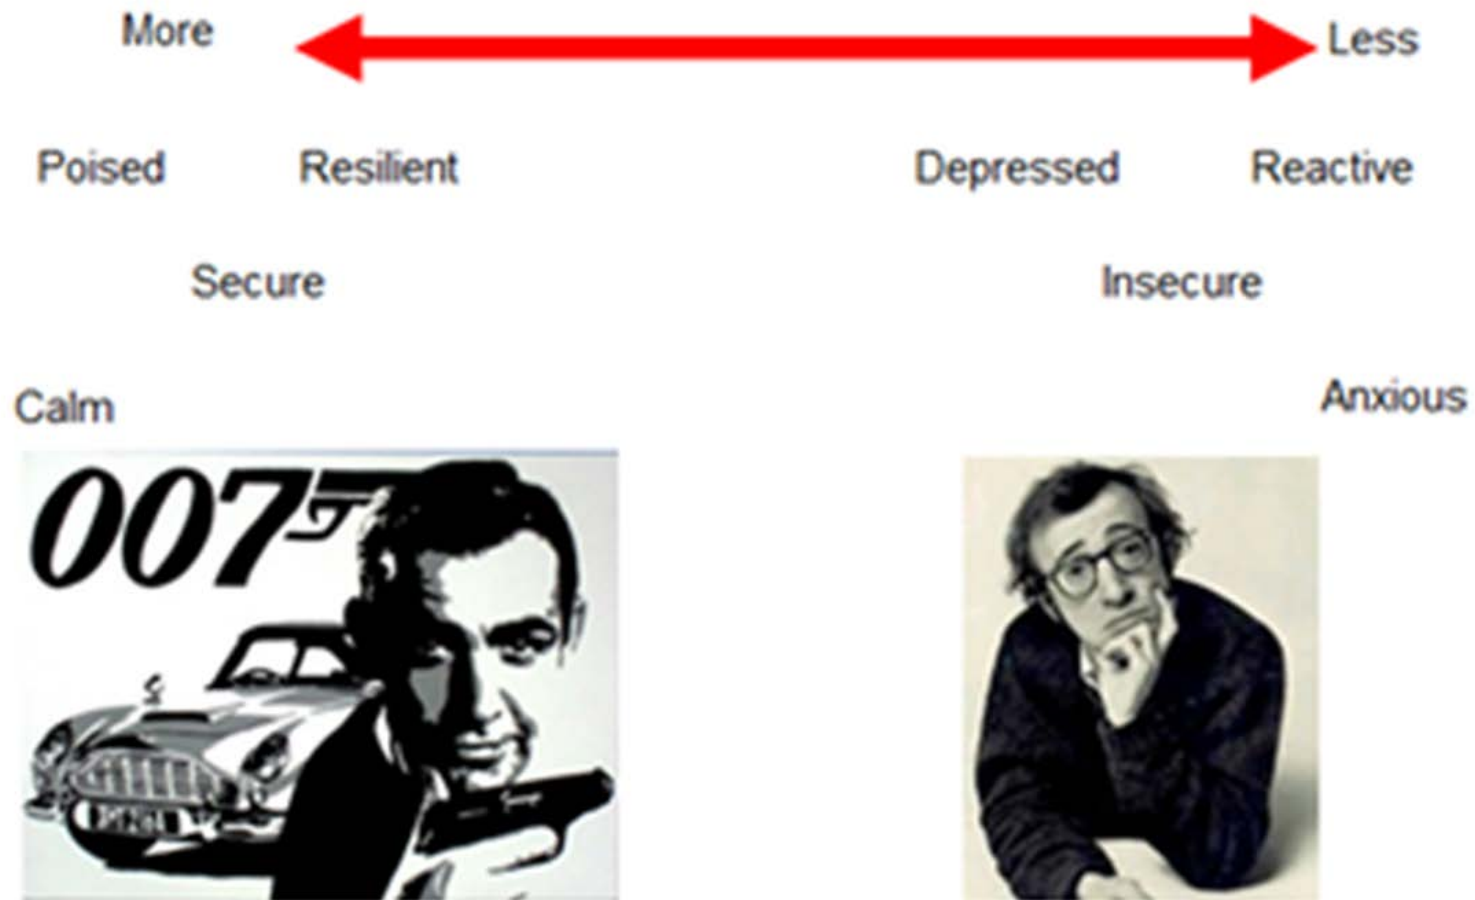 More Less
Poised Resilient Depressed Reactive
Secure Insecure
Calm Anxious
007